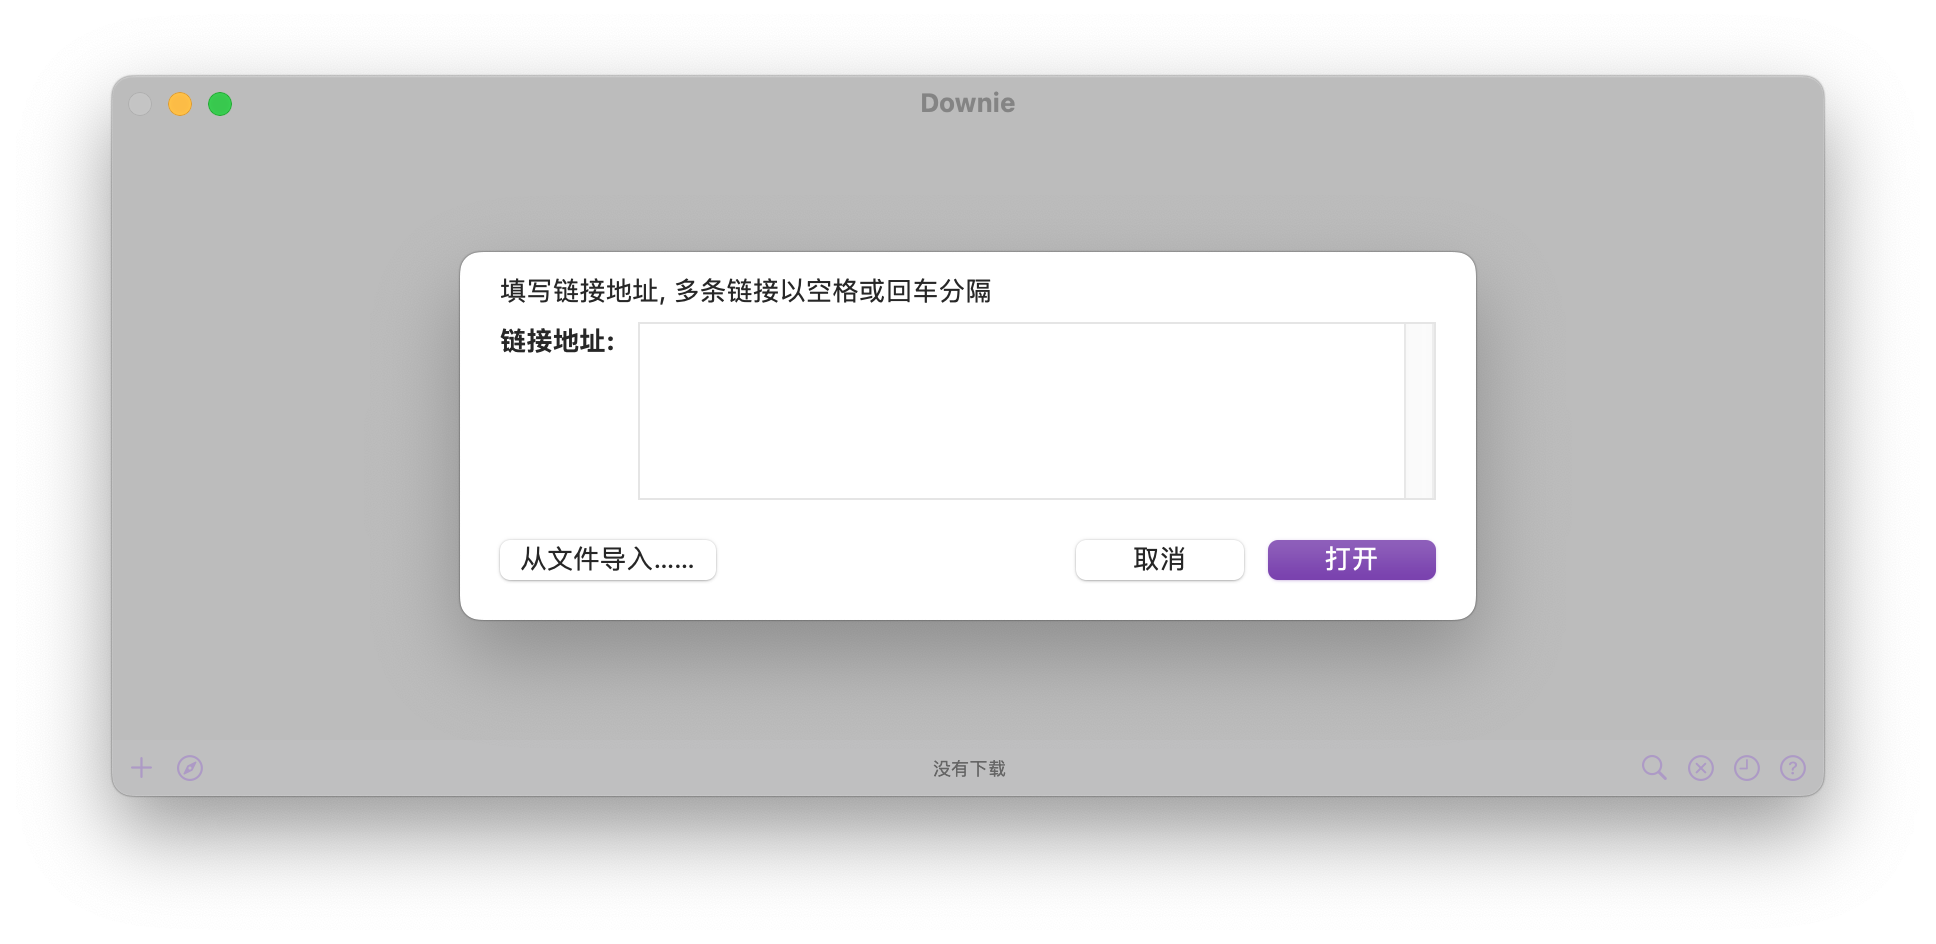 Downie
填写链接地址, 多条链接以空格或回车分隔
链接地址:
从文件导入......
取消
打开
没有下载